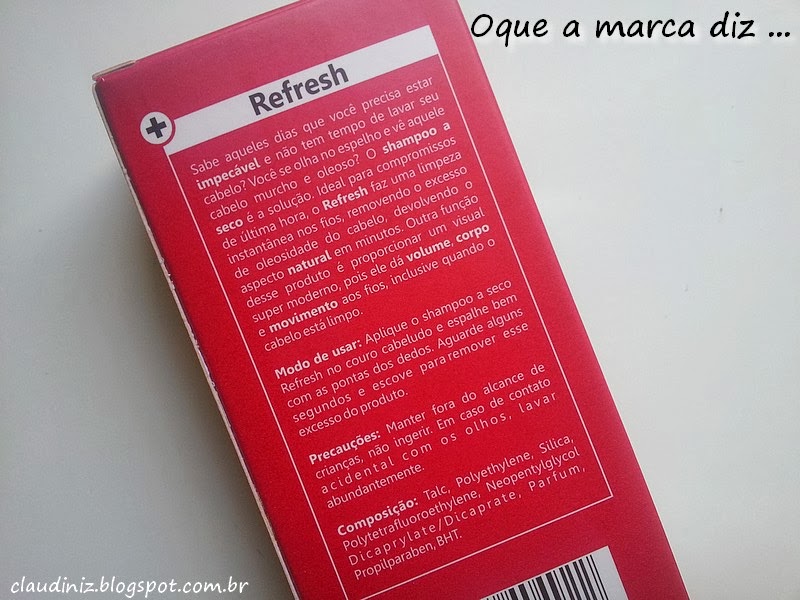 Oque a marca diz ...
Refresh
Sabe aqueles dias que você precisa estar
impecável e não tem tempo de lavar seu
cabelo? Você se olha no espelho e vê aquele
cabelo murcho e oleoso? O shampoo a
seco é a solução. Ideal para compromissos
de última hora, o Refresh faz uma limpeza
instantânea nos fios, removendo o excesso
de oleosidade do cabelo, devolvendo o
aspecto natural em minutos. Outra função
desse produto é proporcionar um visual
super moderno, pois ele dá volume, corpo
e movimento aos fios, inclusive quando o
cabelo está limpo.
Modo de usar: Aplique o shampoo a seco
Refresh no couro cabeludo e espalhe bem
com as pontas dos dedos. Aguarde alguns
segundos e escove para remover esse
excesso do produto.
Precauções: Manter fora do alcance de
crianças, não ingerir. Em caso de contato
acidental com os olhos, lavar
abundantemente.
Composição: Talc, Polyethylene, Silica,
Polytetrafluoroethylene, Neopentylglycol
Dicaprylate/Dicaprate, Parfum,
Propilparaben, BHT.
claudiniz.blogspot.com.br